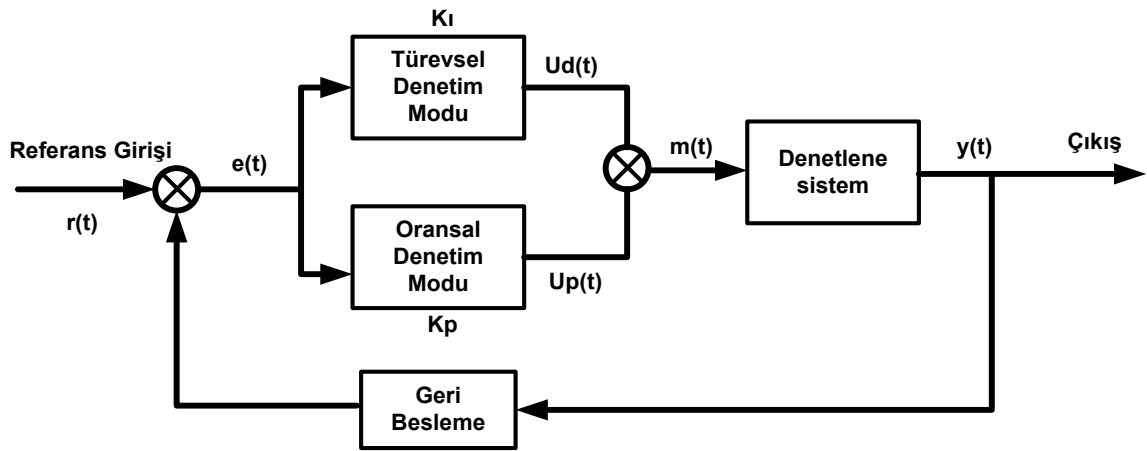 Kı
Türevsel
Denetim
Modu
Ud(t)
Referans Girişi
r(t)
e(t)
m(t)
Denetlene
sistem
y(t)
Çıkış
Oransal
Denetim
Modu
Up(t)
Kp
Geri
Besleme